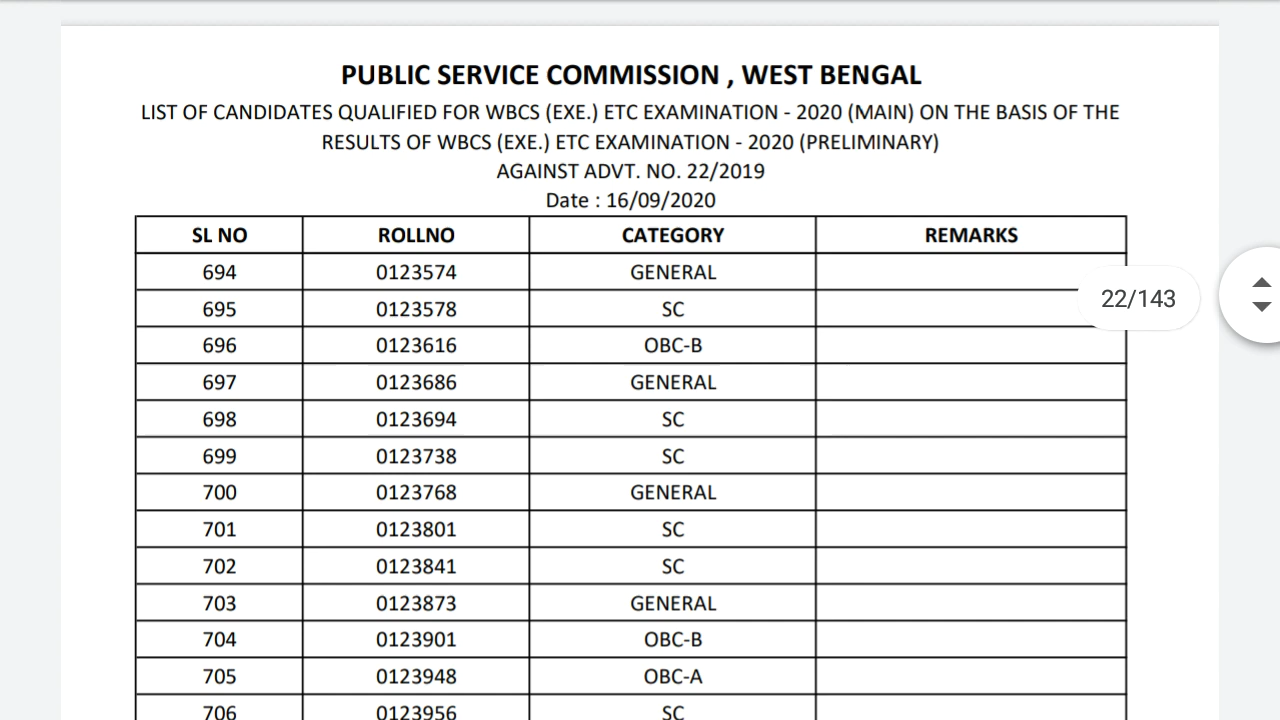 PUBLIC SERVICE COMMISSION , WEST BENGAL
LIST OF CANDIDATES QUALIFIED FOR WBCS (EXE.) ETC EXAMINATION - 2020 (MAIN) ON THE BASIS OF THE
RESULTS OF WBCS (EXE.) ETC EXAMINATION - 2020 (PRELIMINARY)
AGAINST ADVT. NO. 22/2019
Date : 16/09/2020
SL NO ROLLNO CATEGORY REMARKS
694 0123574 GENERAL
22/143
695 0123578 SC
696 0123616 OBC-B
697 0123686 GENERAL
698 0123694 SC
699 0123738 SC
700 0123768 GENERAL
701 0123801 SC
702 0123841 SC
703 0123873 GENERAL
704 0123901 OBC-B
705 0123948 OBC-A
706 0123956 SC